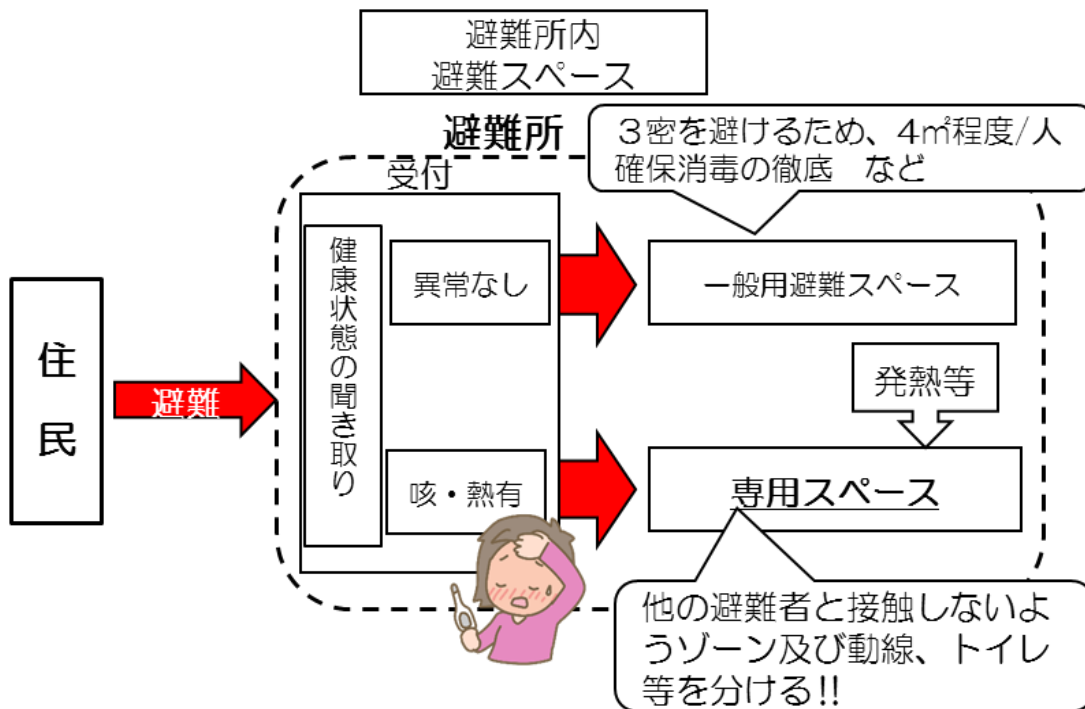 避難所内
避難スペース
避難所
３密を避けるため、4㎡程度/人
確保消毒の徹底　など
受付
健康状態の聞き取り
異常なし
一般用避難スペース
住民
避難
発熱等
咳・熱有
専用スペース
他の避難者と接触しないよ
うゾーン及び動線、トイレ
等を分ける!!